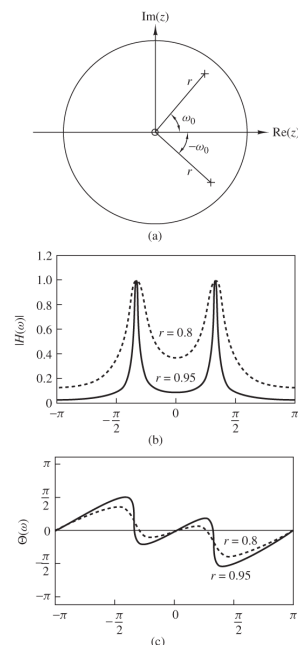 Im(z)
r
ω₀
Re(z)
−ω₀
r
(a)
|H(ω)|
1.2
1.0
0.8
0.6
0.4
0.2
0
r = 0.8
r = 0.95
−π
−π/2
0
π/2
π
(b)
Θ(ω)
π
π/2
0
−π/2
−π
r = 0.8
r = 0.95
−π
−π/2
0
π/2
π
(c)